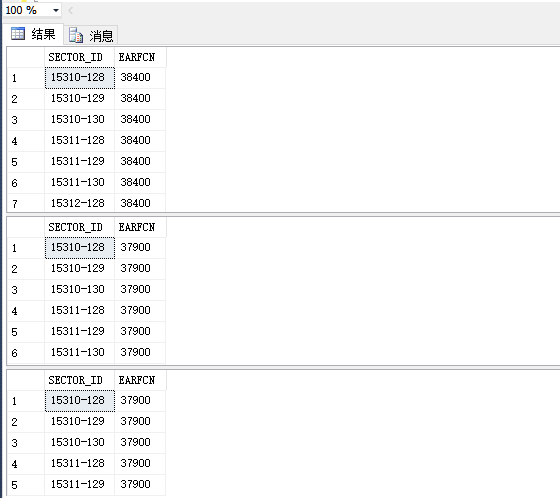 100 %
结果 消息
SECTOR_ID EARFCN
1 15310-128 38400
2 15310-129 38400
3 15310-130 38400
4 15311-128 38400
5 15311-129 38400
6 15311-130 38400
7 15312-128 38400
SECTOR_ID EARFCN
1 15310-128 37900
2 15310-129 37900
3 15310-130 37900
4 15311-128 37900
5 15311-129 37900
6 15311-130 37900
SECTOR_ID EARFCN
1 15310-128 37900
2 15310-129 37900
3 15310-130 37900
4 15311-128 37900
5 15311-129 37900